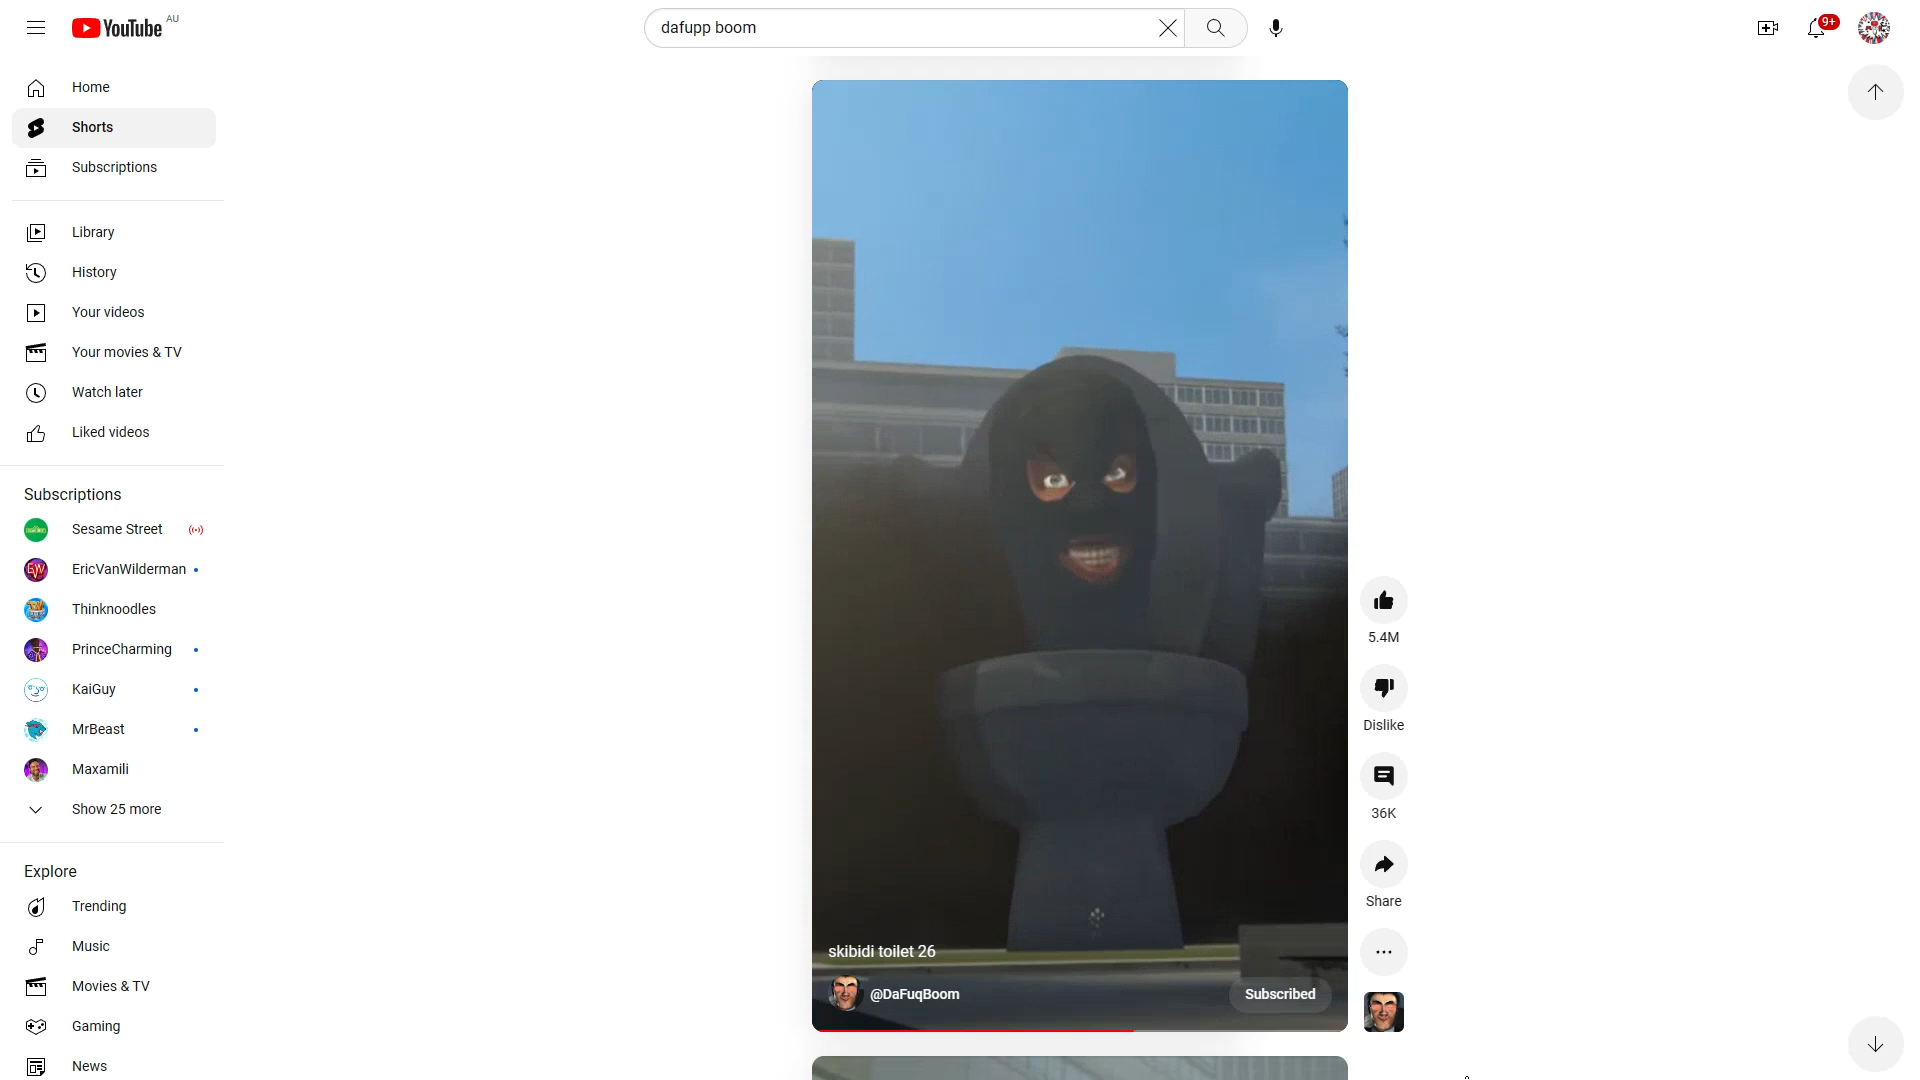 YouTube AU
dafupp boom
9+
Home
Shorts
Subscriptions
Library
History
Your videos
Your movies & TV
Watch later
Liked videos
Subscriptions
Sesame Street
EricVanWilderman
Thinknoodles
PrinceCharming
KaiGuy
MrBeast
Maxamili
Show 25 more
Explore
Trending
Music
Movies & TV
Gaming
News
skibidi toilet 26
@DaFuqBoom
Subscribed
5.4M
Dislike
36K
Share